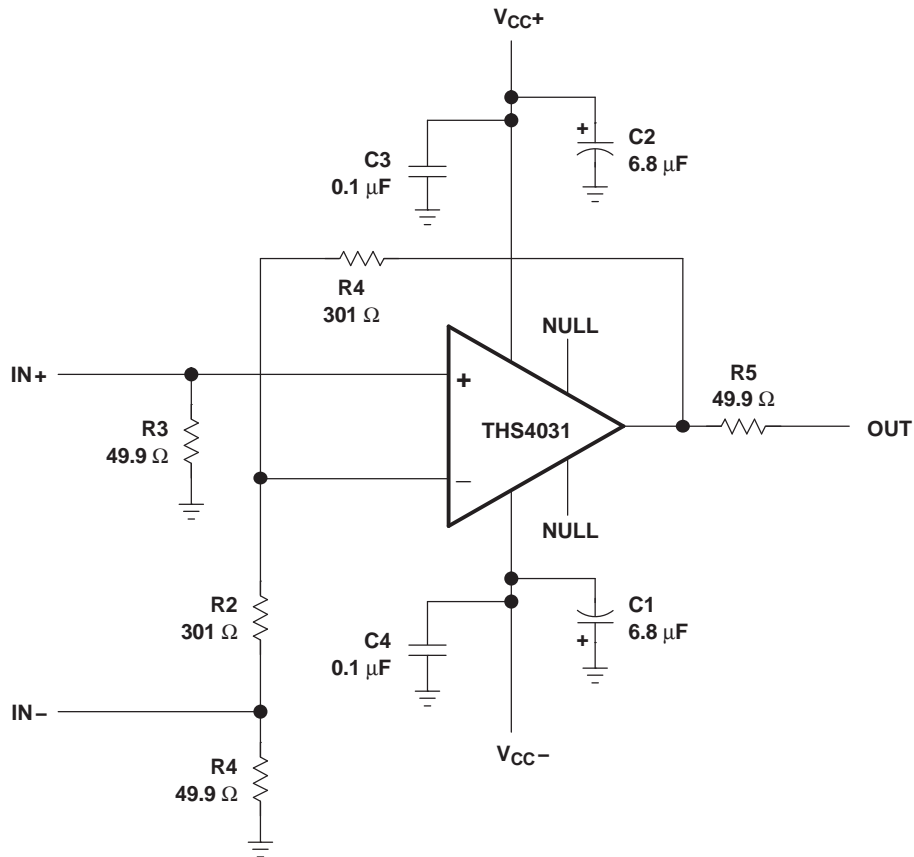 VCC+
C2
6.8 μF
C3
0.1 μF
R4
301 Ω
NULL
IN+
+
R5
49.9 Ω
R3
49.9 Ω
THS4031
OUT
−
NULL
R2
301 Ω
C1
6.8 μF
C4
0.1 μF
IN−
VCC−
R4
49.9 Ω